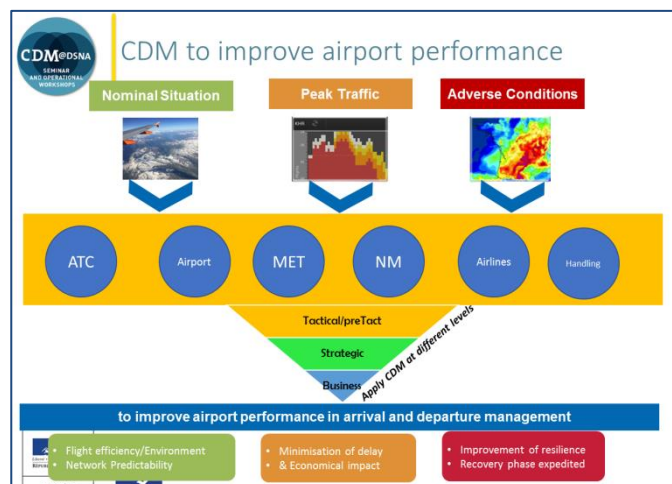 CDM@DSNA
SEMINAR
AND OPERATIONAL
WORKSHOPS
CDM to improve airport performance
Nominal Situation
Peak Traffic
Adverse Conditions
ATC
Airport
MET
NM
Airlines
Handling
Tactical/preTact
Strategic
Business
Apply CDM at different levels
to improve airport performance in arrival and departure management
• Flight efficiency/Environment
• Network Predictability
• Minimisation of delay
• & Economical impact
• Improvement of resilience
• Recovery phase expedited